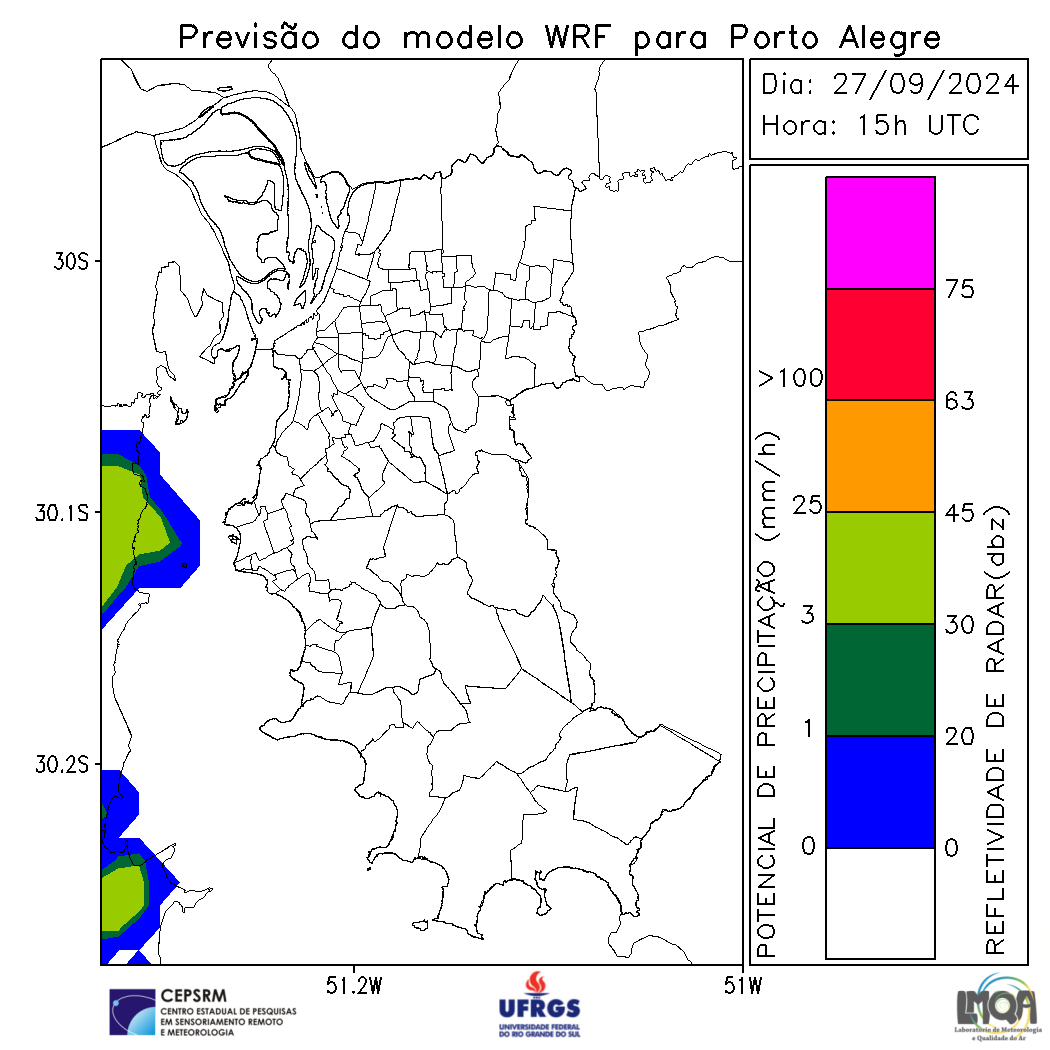 Previsão do modelo WRF para Porto Alegre
Dia: 27/09/2024
Hora: 15h UTC
30S
30.1S
30.2S
51.2W
51W
POTENCIAL DE PRECIPITAÇÃO (mm/h)
>100
25
3
1
0
75
63
45
30
20
0
REFLETIVIDADE DE RADAR(dbz)
CEPSRM
CENTRO ESTADUAL DE PESQUISAS
EM SENSORIAMENTO REMOTO
E METEOROLOGIA
UFRGS
UNIVERSIDADE FEDERAL
DO RIO GRANDE DO SUL
LMQA
Laboratório de Meteorologia
e Qualidade do Ar